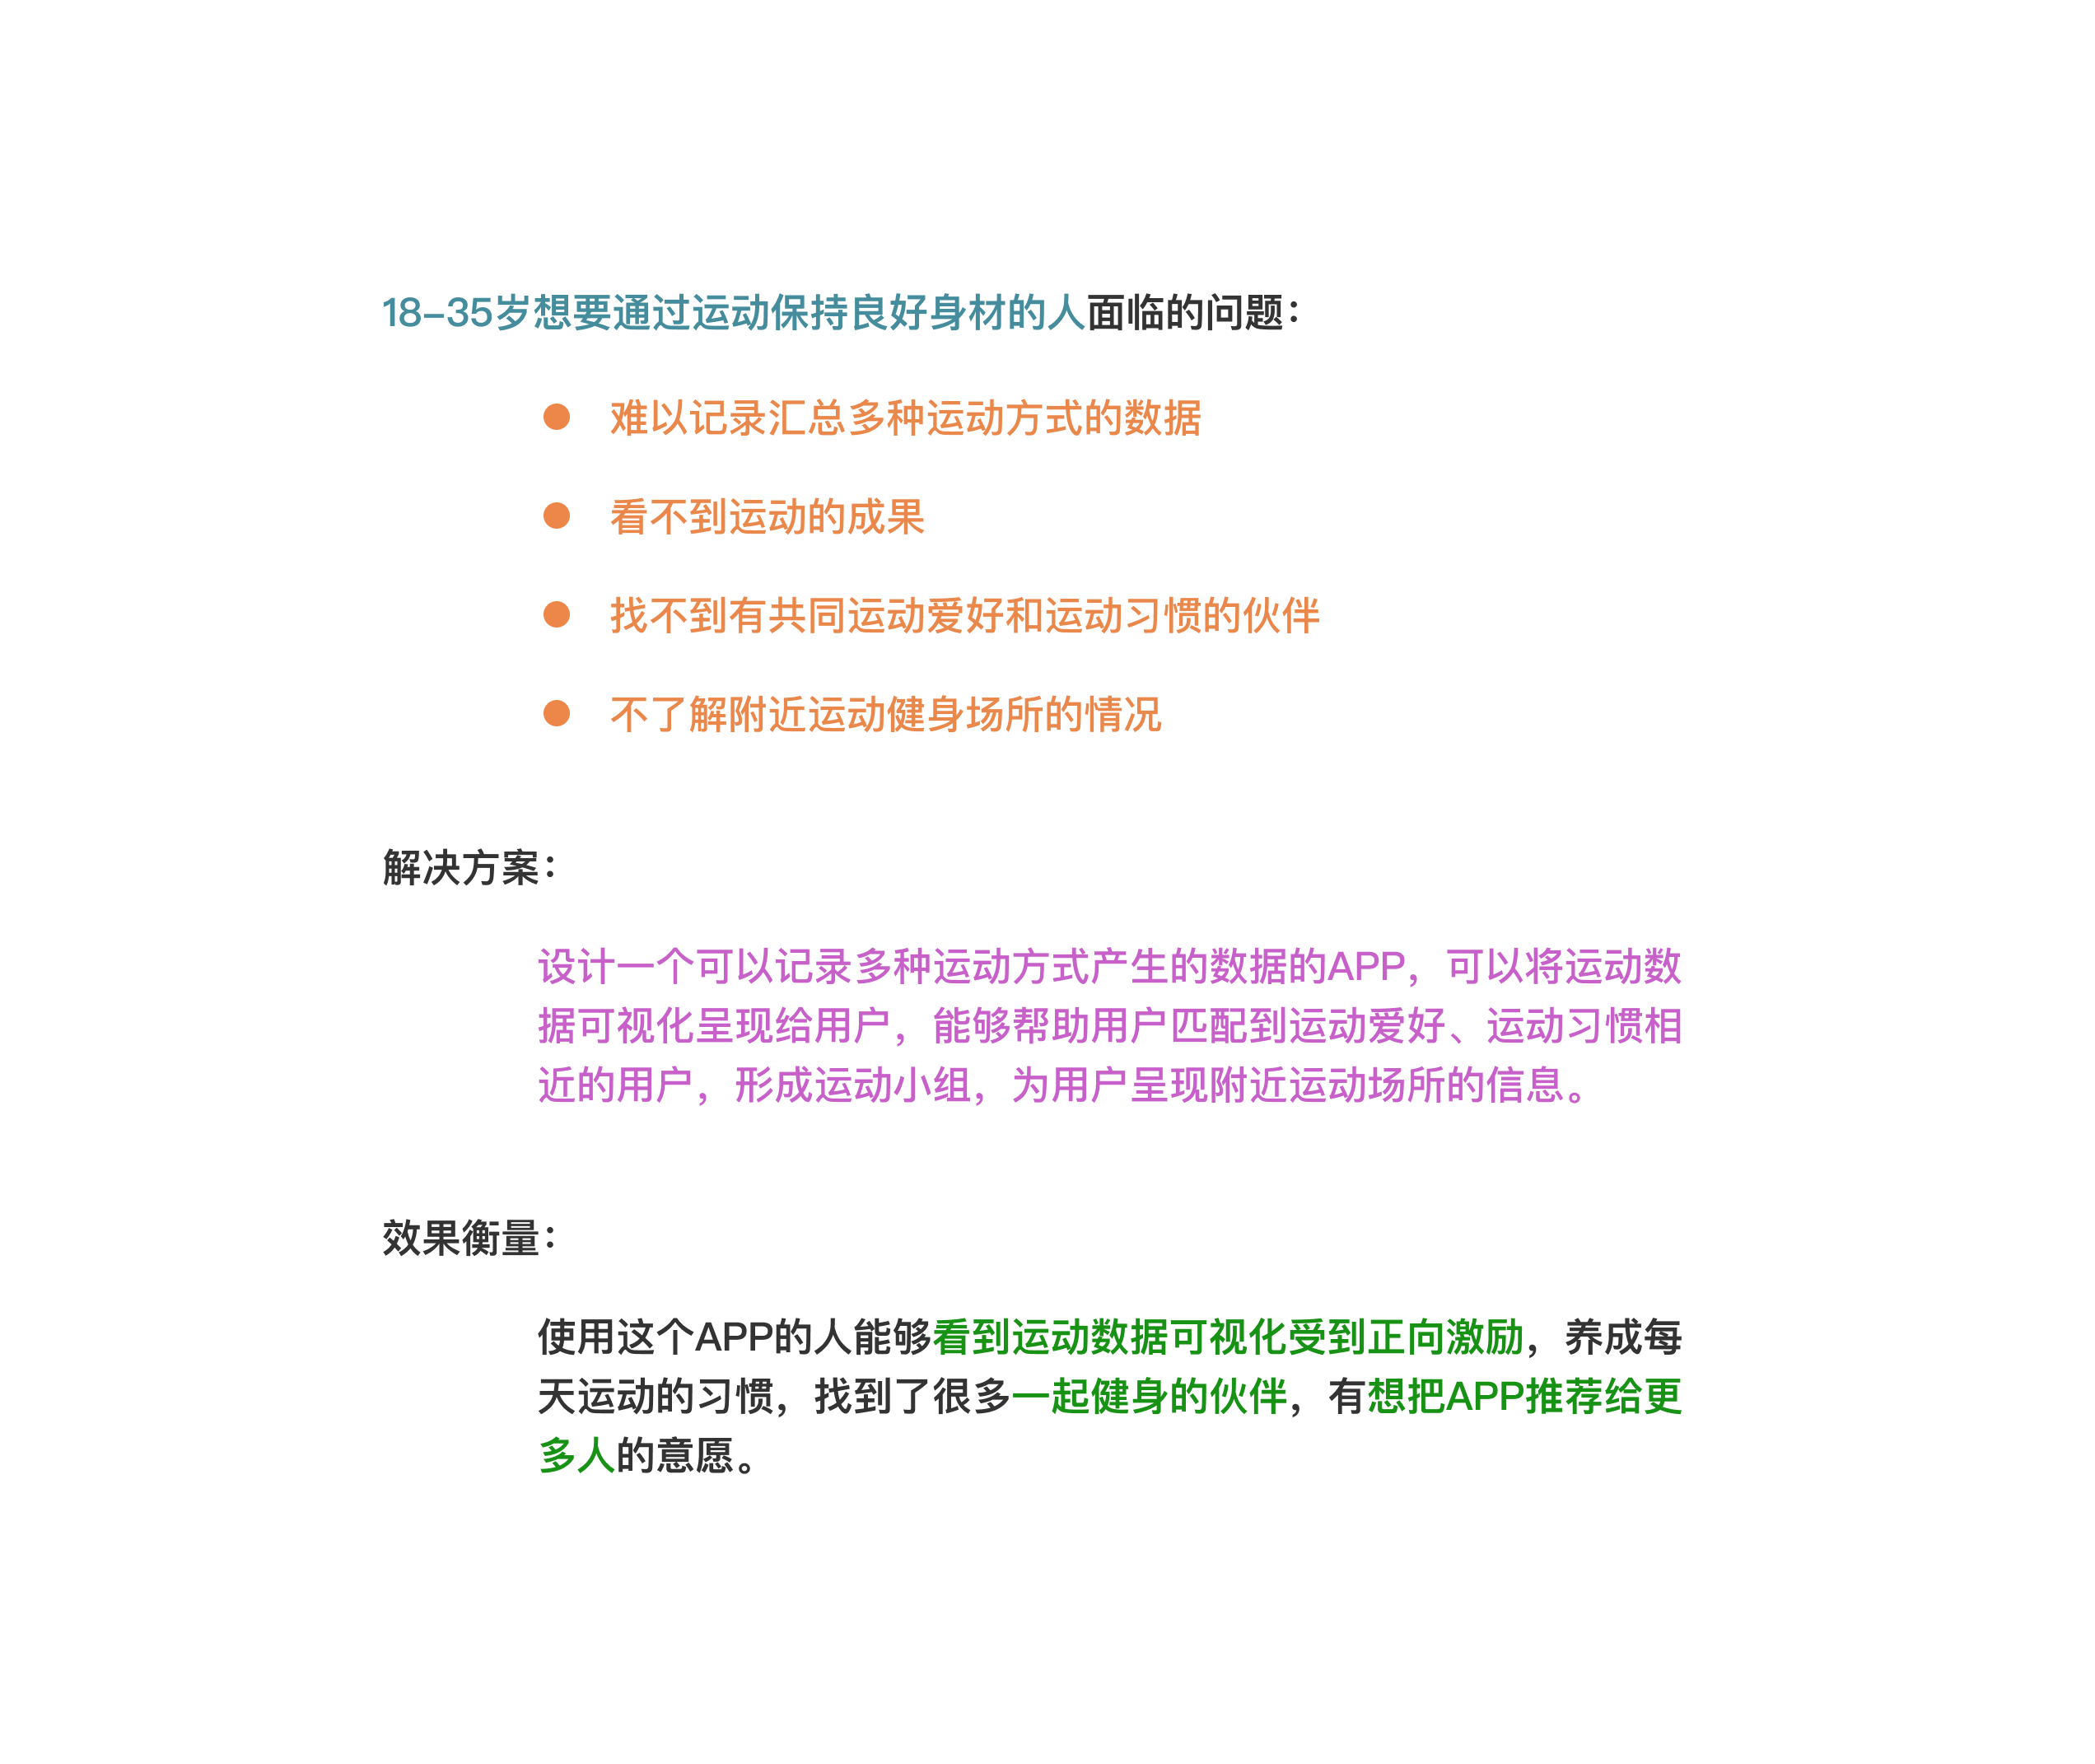 18–35岁想要通过运动保持良好身材的人面临的问题：
难以记录汇总多种运动方式的数据
看不到运动的成果
找不到有共同运动爱好和运动习惯的伙伴
不了解附近运动健身场所的情况
解决方案：
设计一个可以记录多种运动方式产生的数据的APP，可以将运动数
据可视化呈现给用户，能够帮助用户匹配到运动爱好、运动习惯相
近的用户，形成运动小组，为用户呈现附近运动场所的信息。
效果衡量：
使用这个APP的人能够看到运动数据可视化受到正向激励，养成每
天运动的习惯，找到了很多一起健身的伙伴，有想把APP推荐给更
多人的意愿。